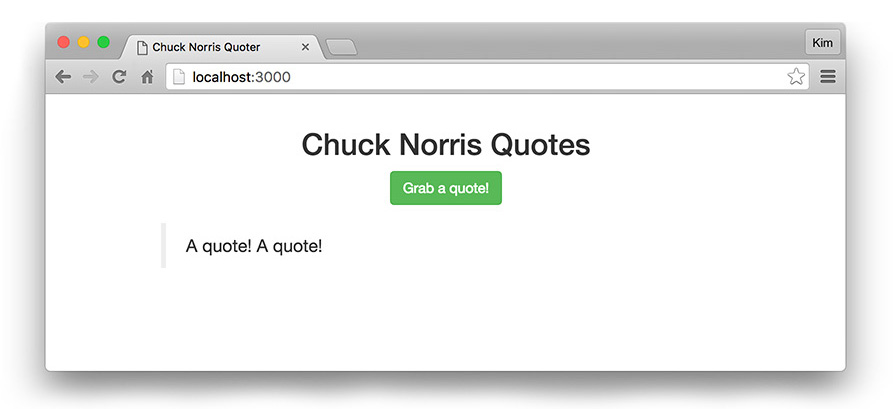 Chuck Norris Quoter
Kim
localhost:3000
Chuck Norris Quotes
Grab a quote!
A quote! A quote!